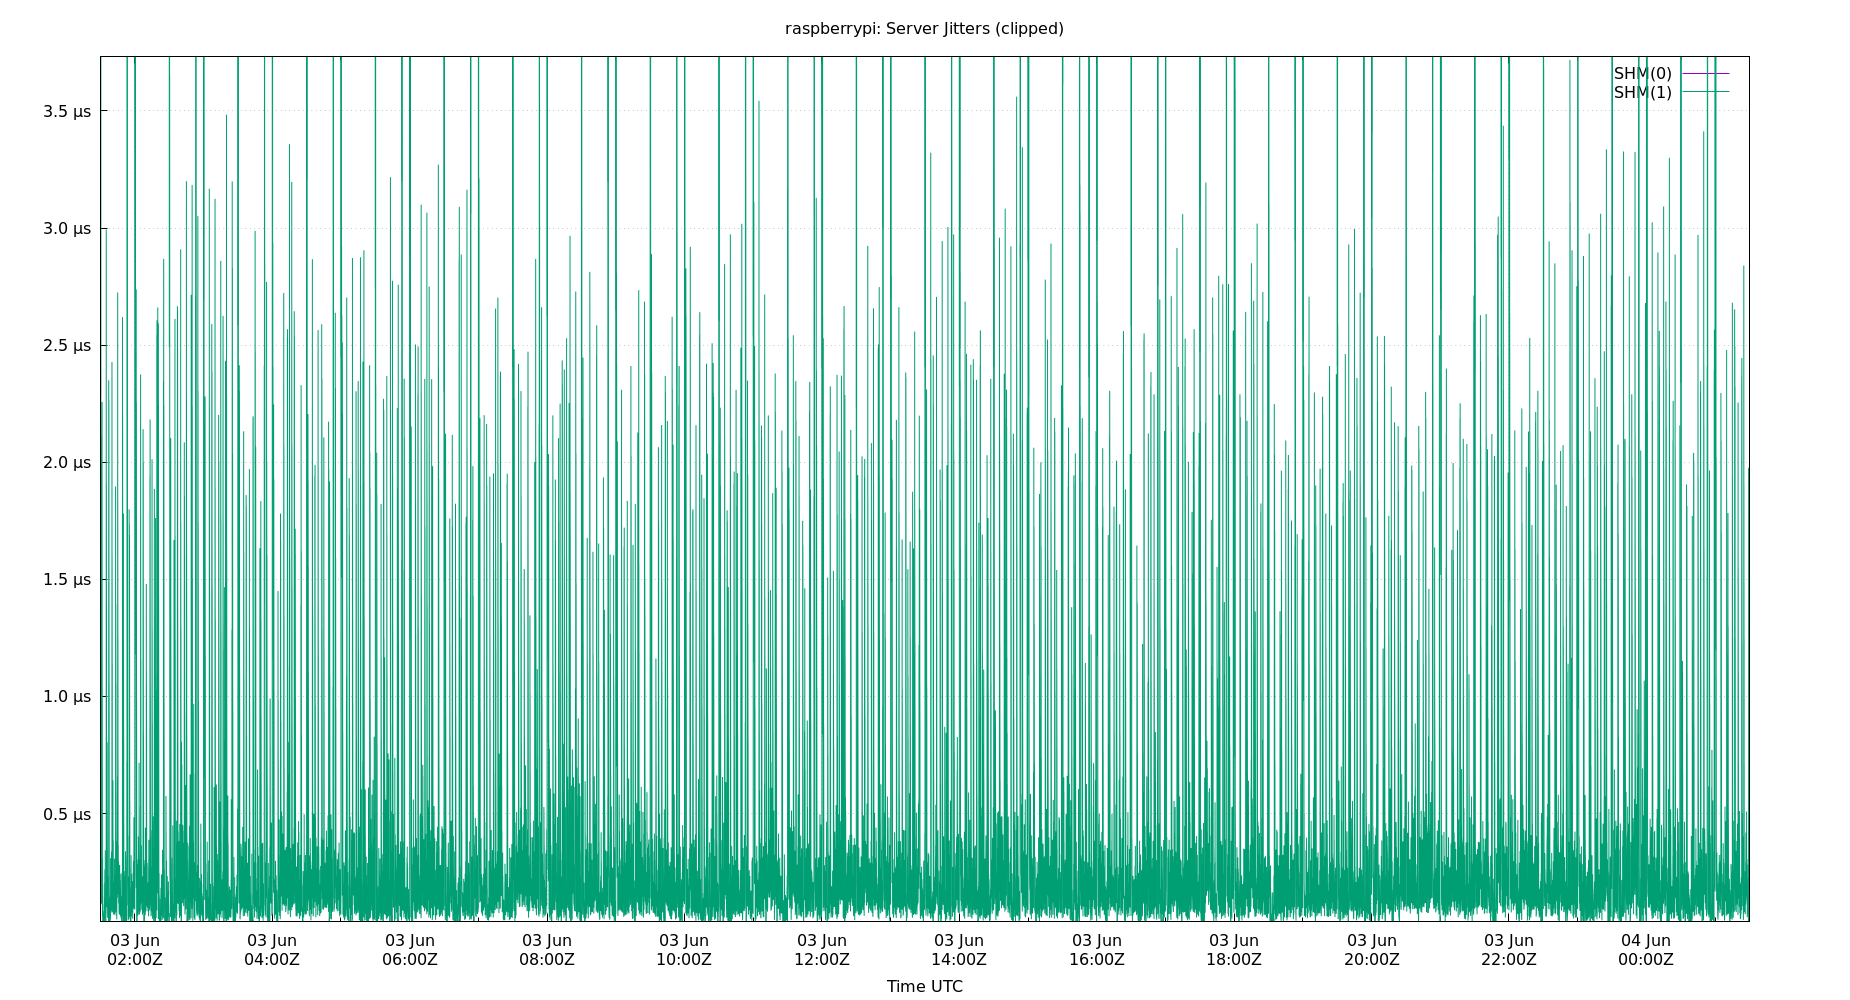 raspberrypi: Server Jitters (clipped)
SHM(0)
SHM(1)
3.5 µs
3.0 µs
2.5 µs
2.0 µs
1.5 µs
1.0 µs
0.5 µs
03 Jun 03 Jun 03 Jun 03 Jun 03 Jun 03 Jun 03 Jun 03 Jun 03 Jun 03 Jun 03 Jun 04 Jun
02:00Z 04:00Z 06:00Z 08:00Z 10:00Z 12:00Z 14:00Z 16:00Z 18:00Z 20:00Z 22:00Z 00:00Z
Time UTC